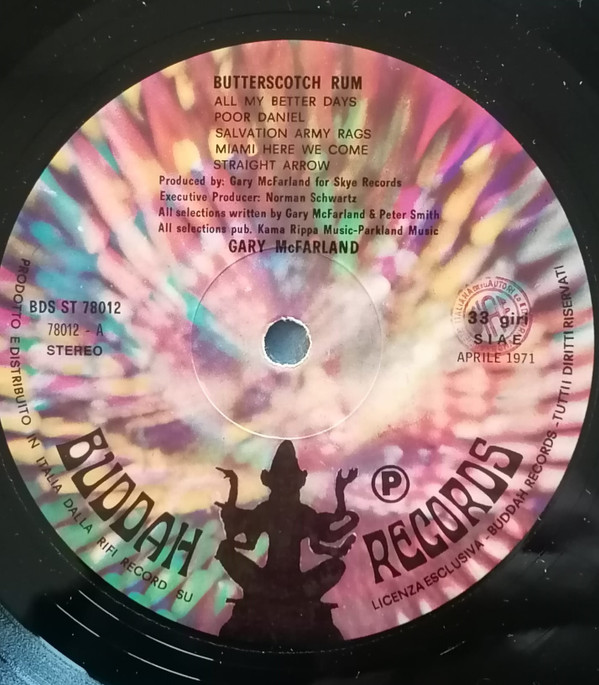 BUTTERSCOTCH RUM
ALL MY BETTER DAYS
POOR DANIEL
SALVATION ARMY RAGS
MIAMI HERE WE COME
STRAIGHT ARROW
Produced by: Gary McFarland for Skye Records
Executive Producer: Norman Schwartz
All selections written by Gary McFarland & Peter Smith
All selections pub. Kama Rippa Music-Parkland Music
GARY McFARLAND
BDS ST 78012
78012 - A
STEREO
33 giri
S I A E
APRILE 1971
BUDDAH RECORDS
P
PRODOTTO E DISTRIBUITO IN ITALIA DALLA RIFI RECORD SU
LICENZA ESCLUSIVA - BUDDAH RECORDS - TUTTI I DIRITTI RISERVATI